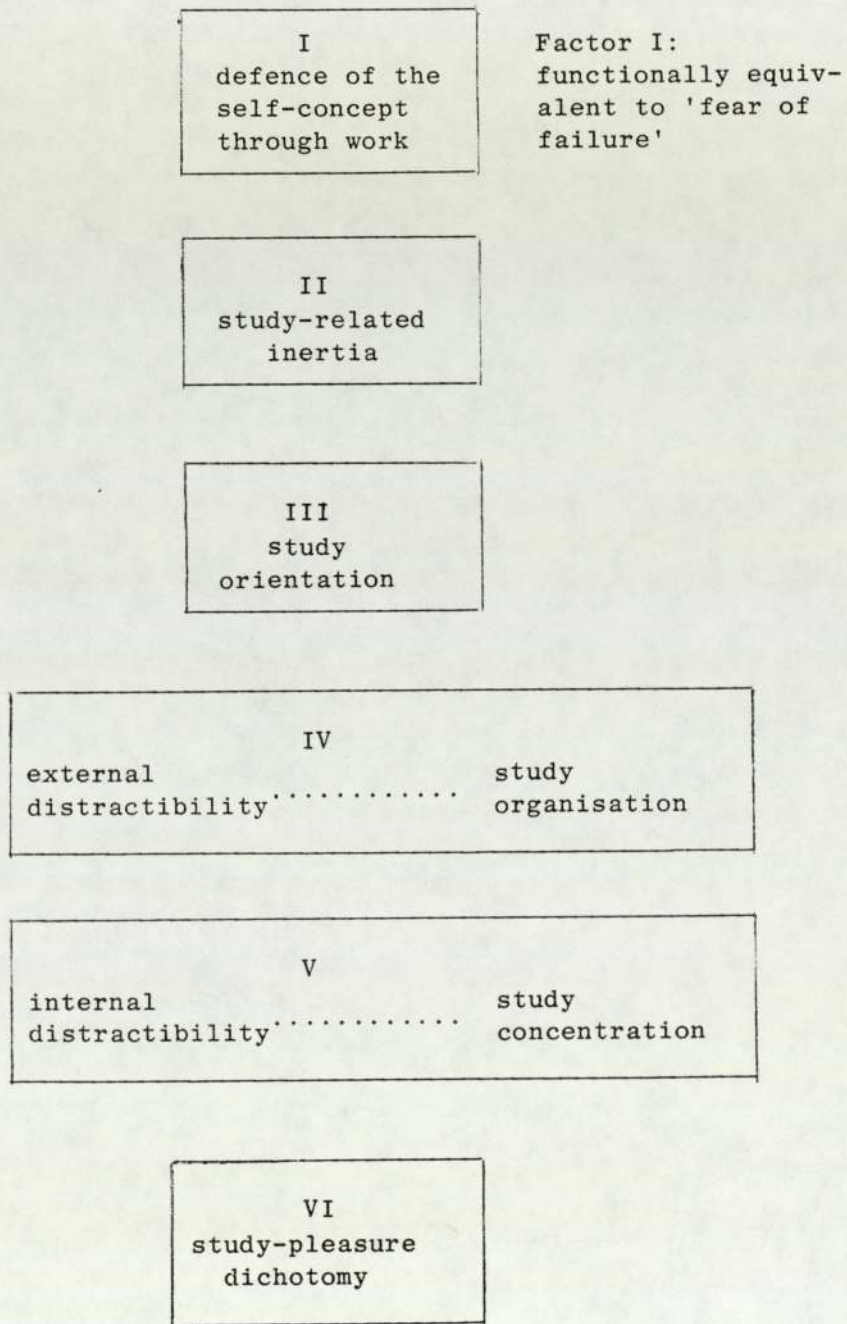 I
defence of the
self-concept
through work
Factor I:
functionally equiv-
alent to 'fear of
failure'
II
study-related
inertia
III
study
orientation
IV
external study
distractibility............ organisation
V
internal study
distractibility............ concentration
VI
study-pleasure
dichotomy